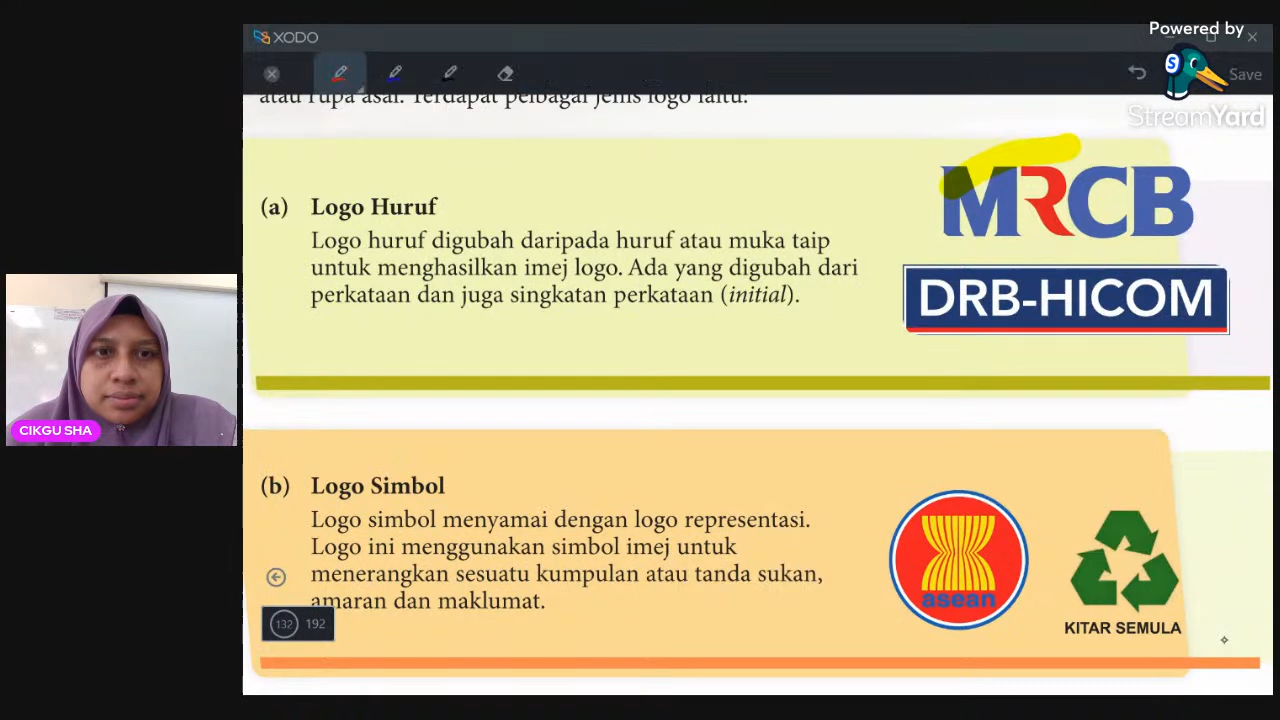 Powered by
XODO
Save
StreamYard
atau rupa asal. Terdapat pelbagai jenis logo iaitu:
MRCB
(a) Logo Huruf
Logo huruf digubah daripada huruf atau muka taip
untuk menghasilkan imej logo. Ada yang digubah dari
perkataan dan juga singkatan perkataan (initial).
DRB-HICOM
CIKGU SHA
(b) Logo Simbol
Logo simbol menyamai dengan logo representasi.
Logo ini menggunakan simbol imej untuk
menerangkan sesuatu kumpulan atau tanda sukan,
amaran dan maklumat.
asean
KITAR SEMULA
132 192